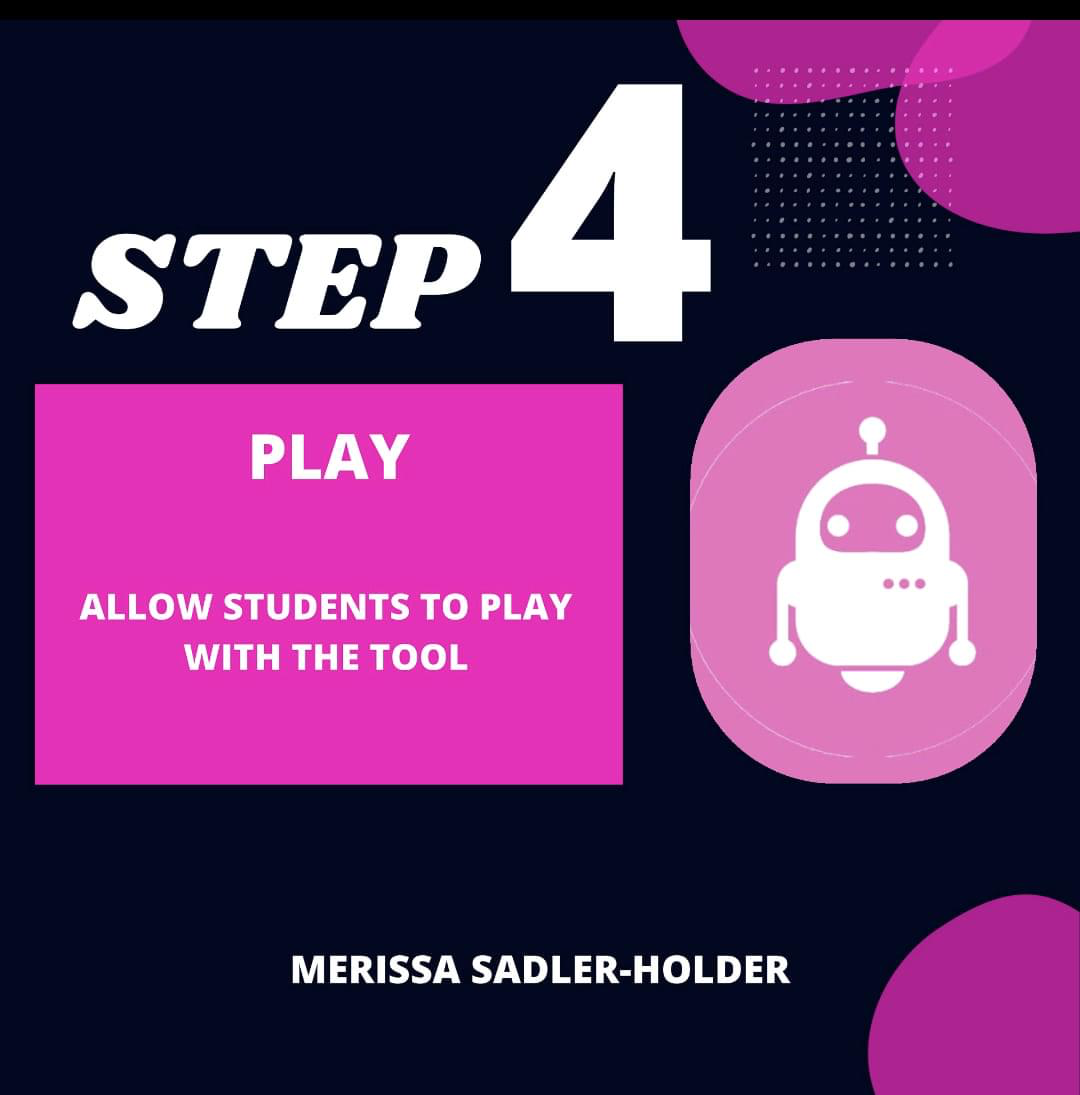 STEP 4
PLAY
ALLOW STUDENTS TO PLAY
WITH THE TOOL
MERISSA SADLER-HOLDER